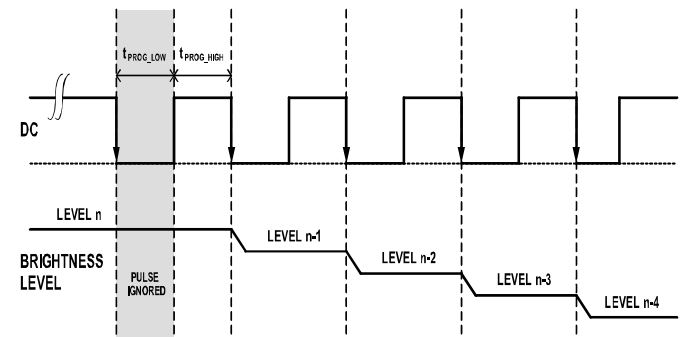 tPROG_LOW
tPROG_HIGH
DC
LEVEL n
LEVEL n-1
LEVEL n-2
LEVEL n-3
LEVEL n-4
BRIGHTNESS
LEVEL
PULSE
IGNORED